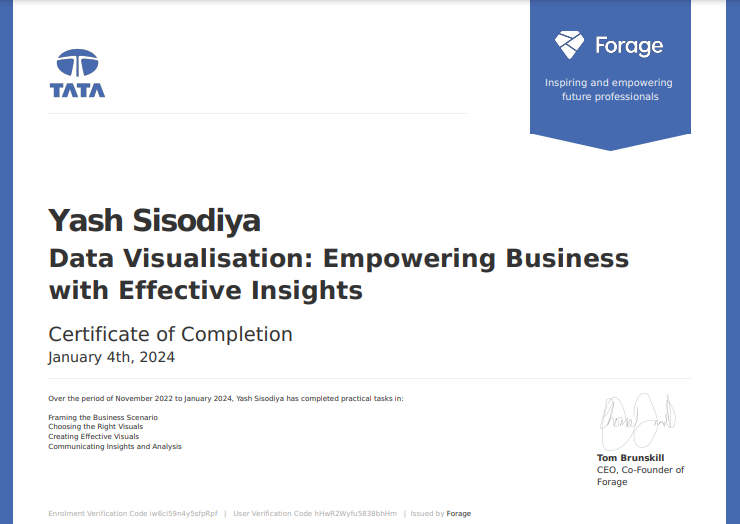 TATA
Forage
Inspiring and empowering
future professionals
Yash Sisodiya
Data Visualisation: Empowering Business
with Effective Insights
Certificate of Completion
January 4th, 2024
Over the period of November 2022 to January 2024, Yash Sisodiya has completed practical tasks in:
Framing the Business Scenario
Choosing the Right Visuals
Creating Effective Visuals
Communicating Insights and Analysis
Tom Brunskill
CEO, Co-Founder of
Forage
Enrolment Verification Code iw6ci59n4y5sfpRpf | User Verification Code hHwR2Wyfu5838bhHm | Issued by Forage